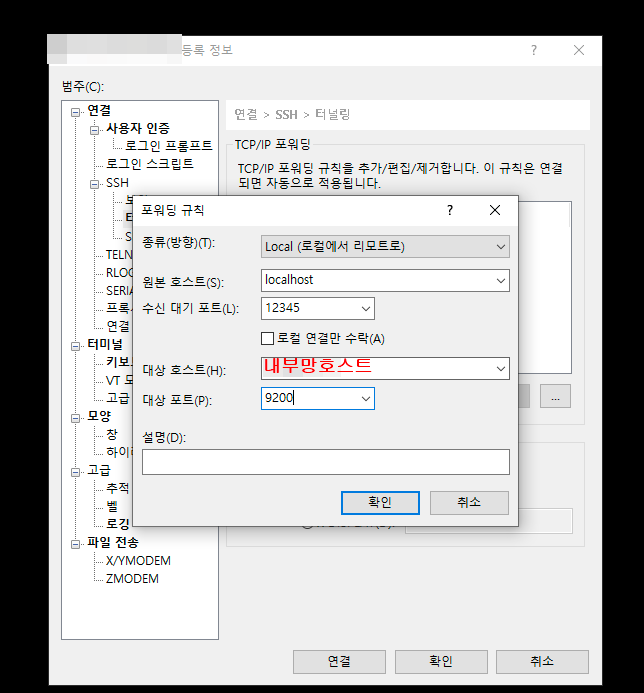 등록 정보
?
범주(C):
연결
사용자 인증
로그인 프롬프트
로그인 스크립트
SSH
TELN
RLOG
SERIA
연결
터미널
키보
VT 모
고급
모양
창
고급
추적
벨
로깅
파일 전송
X/YMODEM
ZMODEM
연결 > SSH > 터널링
TCP/IP 포워딩
TCP/IP 포워딩 규칙을 추가/편집/제거합니다. 이 규칙은 연결
되면 자동으로 적용됩니다.
...
포워딩 규칙
?
종류(방향)(T):
Local (로컬에서 리모트로)
원본 호스트(S):
localhost
수신 대기 포트(L):
12345
로컬 연결만 수락(A)
대상 호스트(H):
내부망호스트
대상 포트(P):
9200
설명(D):
확인
취소
연결
확인
취소